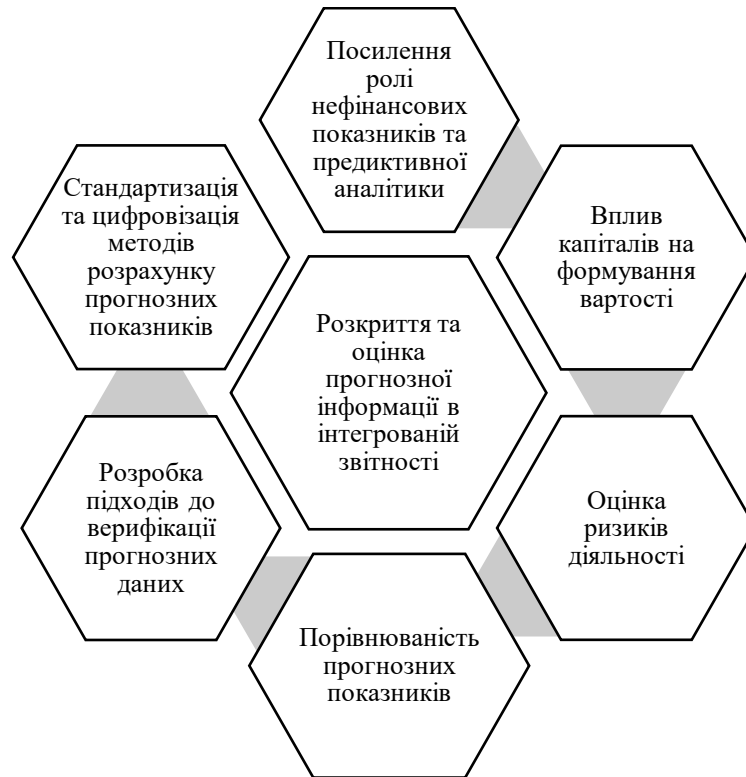 Посилення
ролі
нефінансових
показників та
предиктивної
аналітики
Вплив
капіталів на
формування
вартості
Оцінка
ризиків
діяльності
Порівнюваність
прогнозних
показників
Розробка
підходів до
верифікації
прогнозних
даних
Стандартизація
та цифровізація
методів
розрахунку
прогнозних
показників
Розкриття та
оцінка
прогнозної
інформації в
інтегрованій
звітності